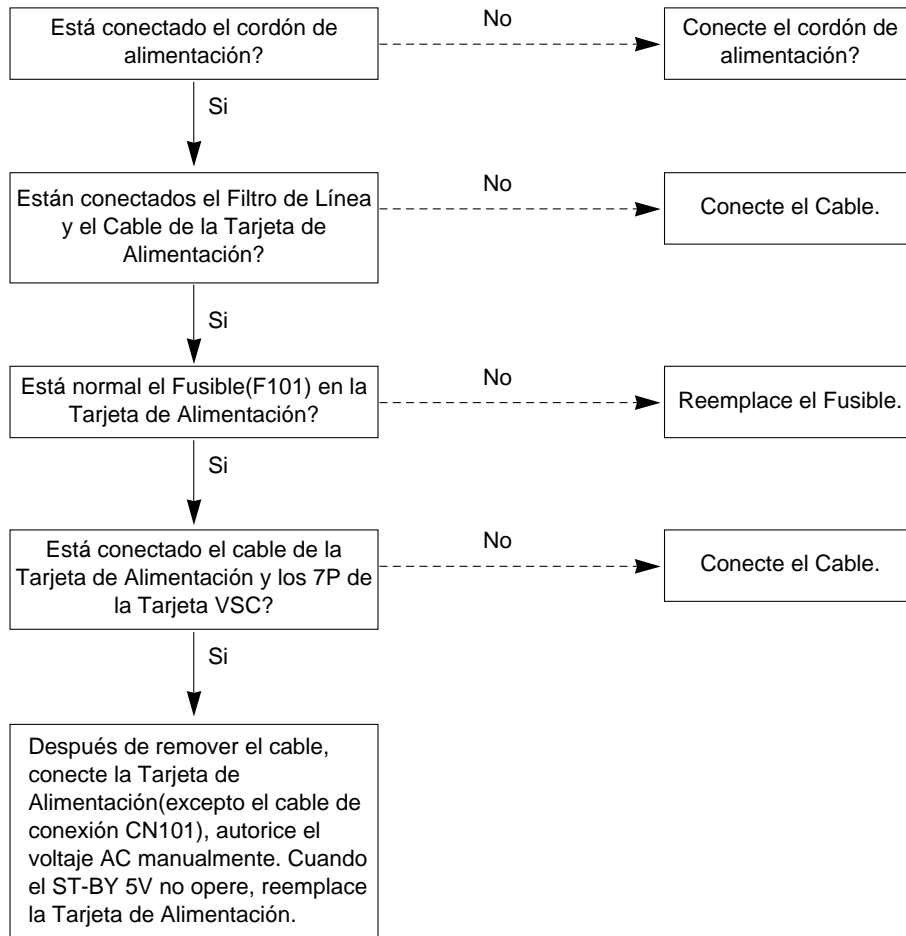 Está conectado el cordón de
alimentación?
No
Conecte el cordón de
alimentación?
Si
Están conectados el Filtro de Línea
y el Cable de la Tarjeta de
Alimentación?
No
Conecte el Cable.
Si
Está normal el Fusible(F101) en la
Tarjeta de Alimentación?
No
Reemplace el Fusible.
Si
Está conectado el cable de la
Tarjeta de Alimentación y los 7P de
la Tarjeta VSC?
No
Conecte el Cable.
Si
Después de remover el cable,
conecte la Tarjeta de
Alimentación(excepto el cable de
conexión CN101), autorice el
voltaje AC manualmente. Cuando
el ST-BY 5V no opere, reemplace
la Tarjeta de Alimentación.